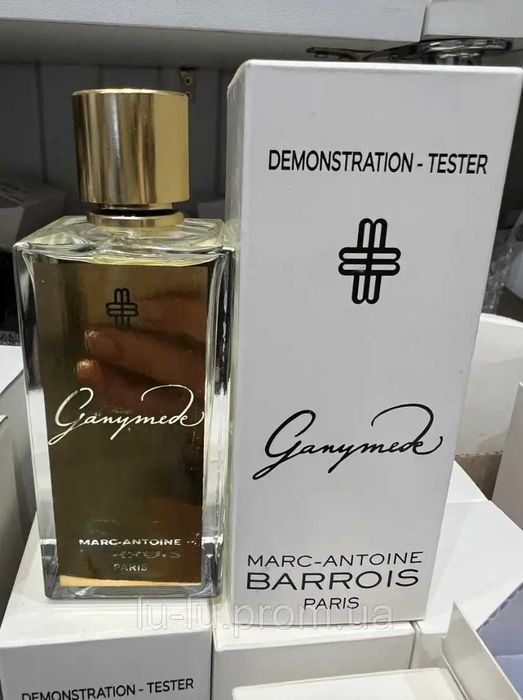 DEMONSTRATION - TESTER
Ganymede
MARC-ANTOINE
BARROIS
PARIS
Ganymede
MARC-ANTOINE
PARIS
lu-lu.prom.ua
DEMONSTRATION - TESTER